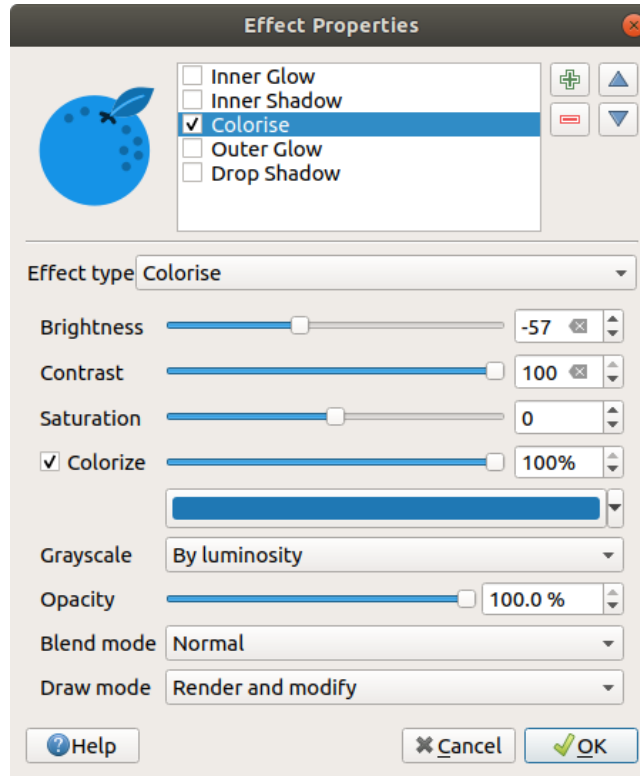 Effect Properties
Inner Glow
Inner Shadow
Colorise
Outer Glow
Drop Shadow
Effect type Colorise
Brightness -57
Contrast 100
Saturation 0
Colorize 100%
Grayscale By luminosity
Opacity 100.0 %
Blend mode Normal
Draw mode Render and modify
Help Cancel OK